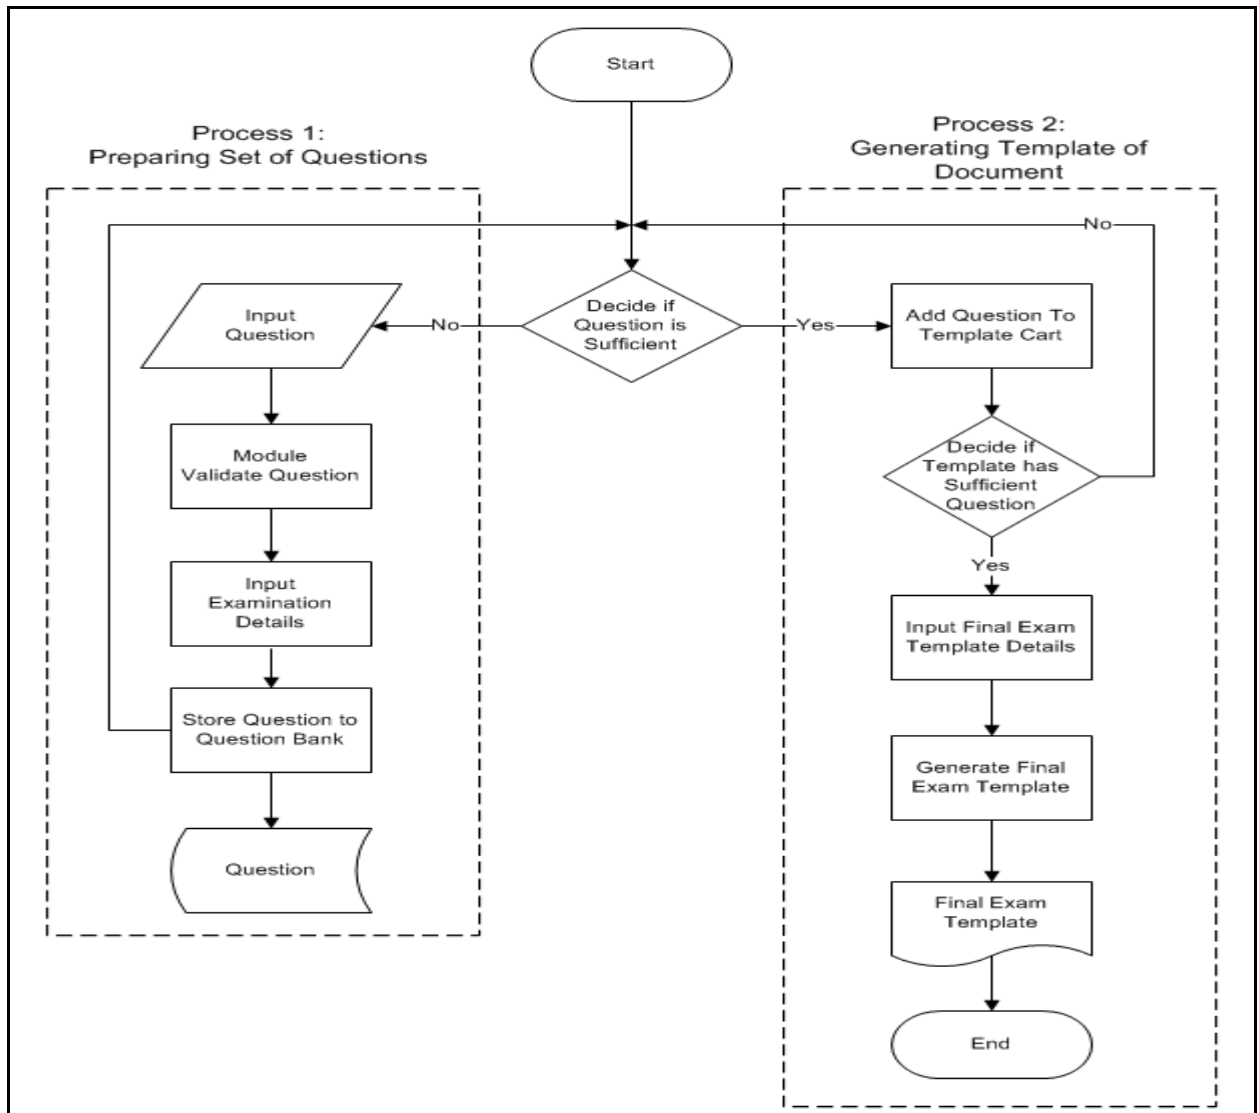 Start
Process 1:
Preparing Set of Questions
Process 2:
Generating Template of
Document
No
Input
Question
No
Decide if
Question is
Sufficient
Yes
Add Question To
Template Cart
Module
Validate Question
Decide if
Template has
Sufficient
Question
Yes
Input
Examination
Details
Input Final Exam
Template Details
Store Question to
Question Bank
Generate Final
Exam Template
Question
Final Exam
Template
End